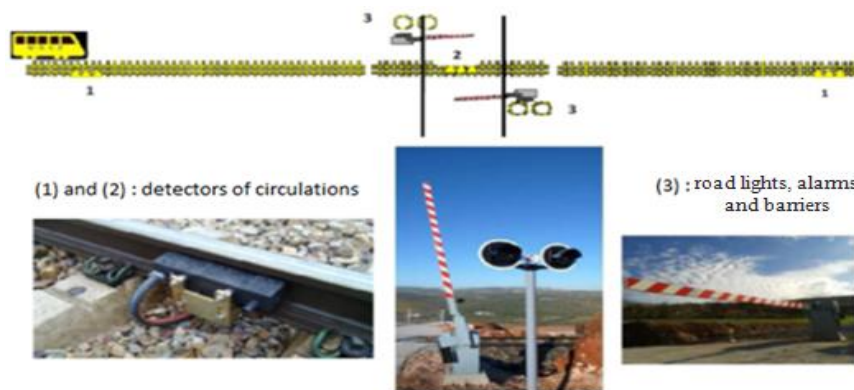 3
2
1
3
1
(1) and (2) : detectors of circulations
(3) : road lights, alarms
and barriers